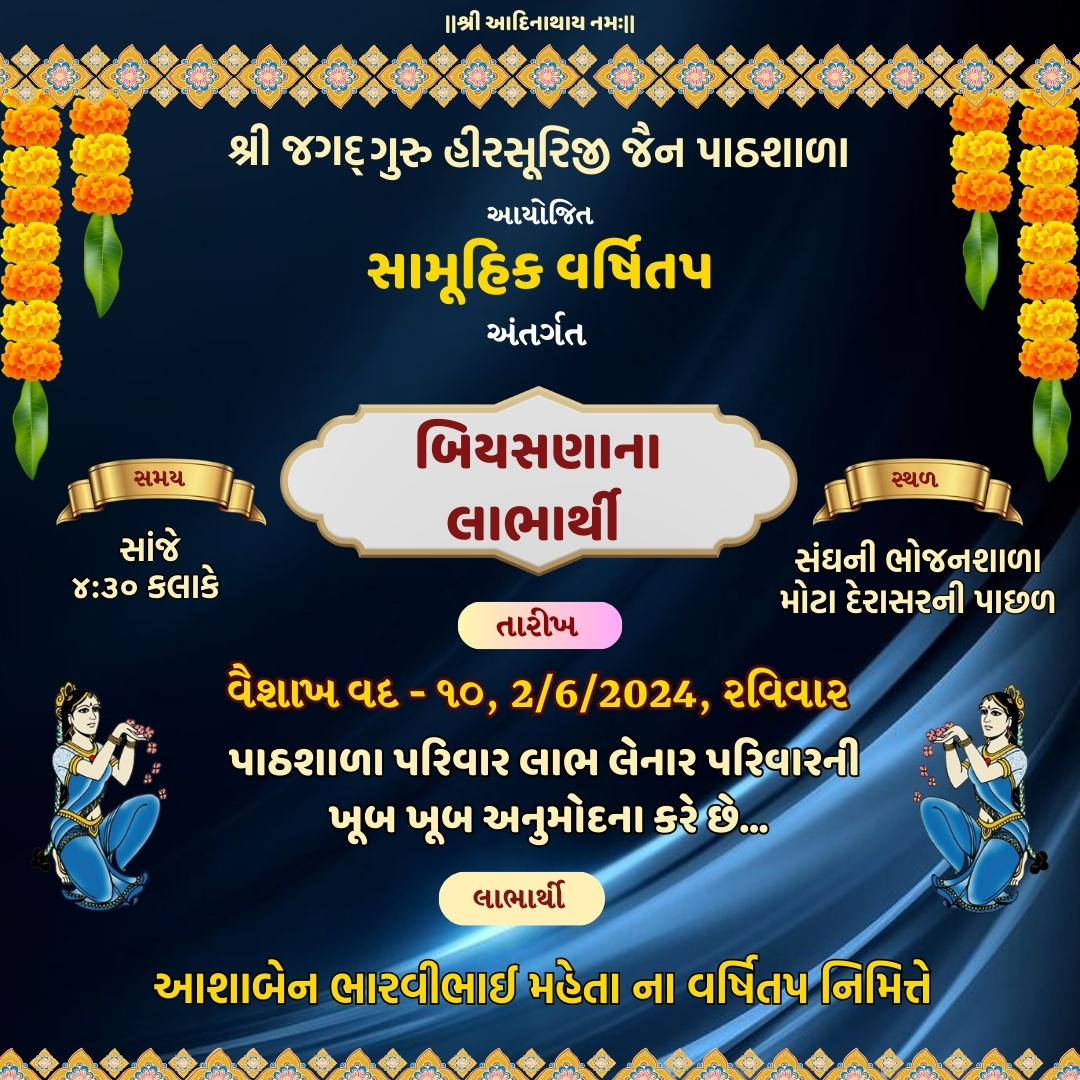 ||શ્રી આદિનાથાય નમઃ||
શ્રી જગદ્ગુરુ હીરસૂરિજી જૈન પાઠશાળા
આયોજિત
સામૂહિક વર્ષિતપ
અંતર્ગત
બિયસણાના
લાભાર્થી
સમય
સાંજે
૪:૩૦ કલાકે
સ્થળ
સંઘની ભોજનશાળા
મોટા દેરાસરની પાછળ
તારીખ
વૈશાખ વદ - ૧૦, 2/6/2024, રવિવાર
પાઠશાળા પરિવાર લાભ લેનાર પરિવારની
ખૂબ ખૂબ અનુમોદના કરે છે...
લાભાર્થી
આશાબેન ભારવીભાઈ મહેતા ના વર્ષિતપ નિમિત્તે